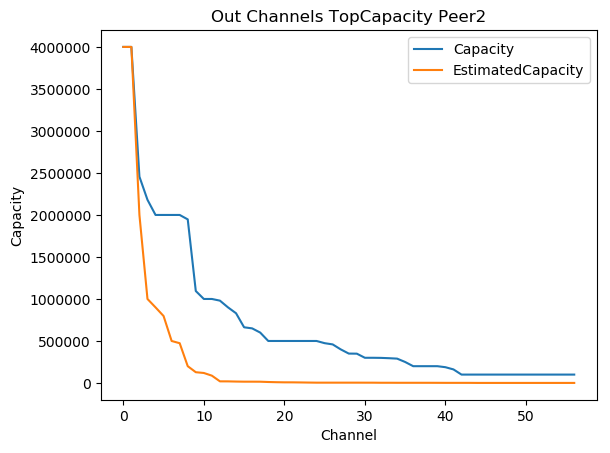 Out Channels TopCapacity Peer2
Capacity
EstimatedCapacity
4000000
3500000
3000000
2500000
2000000
1500000
1000000
500000
0
Capacity
0 10 20 30 40 50
Channel